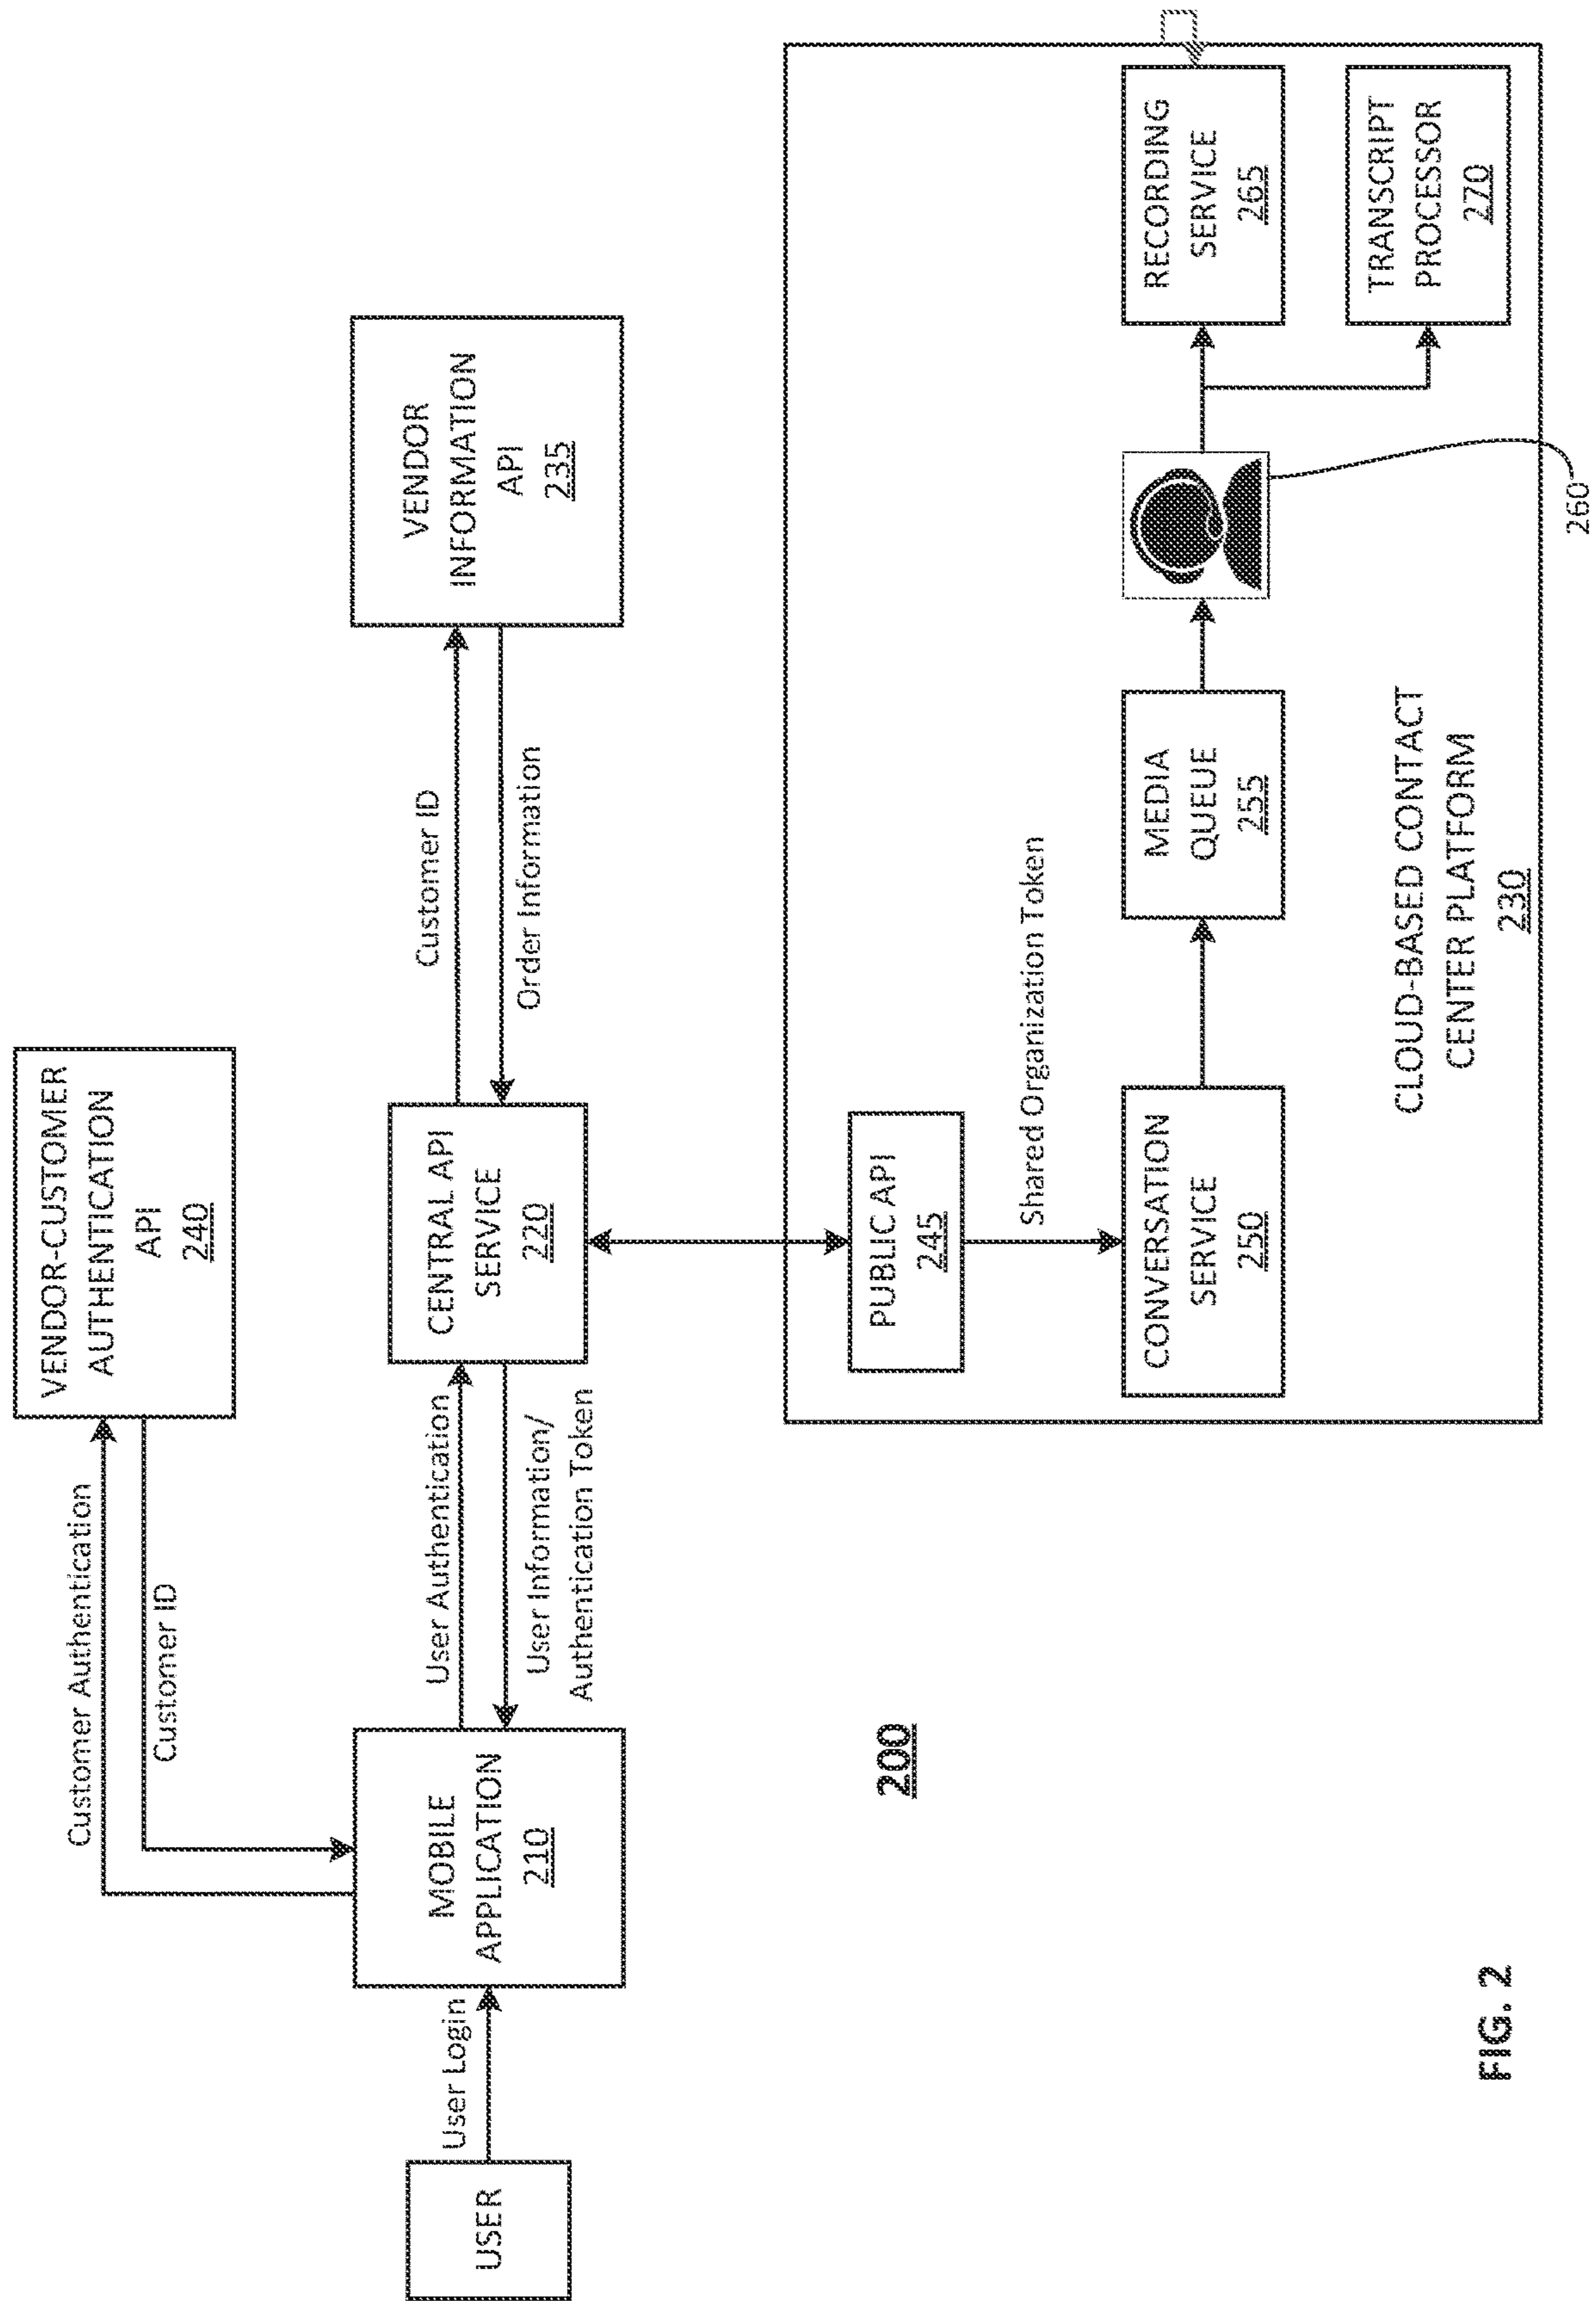 VENDOR-CUSTOMER
AUTHENTICATION
API
240
Customer Authentication
Customer ID
USER
User Login
MOBILE
APPLICATION
210
User Authentication
User Information/
Authentication Token
CENTRAL API
SERVICE
220
Customer ID
Order Information
VENDOR
INFORMATION
API
235
200
PUBLIC API
245
Shared Organization Token
CONVERSATION
SERVICE
250
MEDIA
QUEUE
255
260
RECORDING
SERVICE
265
TRANSCRIPT
PROCESSOR
270
CLOUD-BASED CONTACT
CENTER PLATFORM
230
FIG. 2